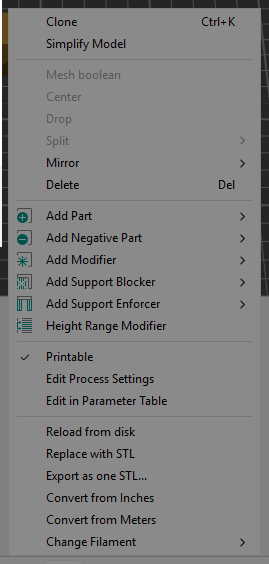 Clone Ctrl+K
Simplify Model
Mesh boolean
Center
Drop
Split
Mirror
Delete Del
Add Part
Add Negative Part
Add Modifier
Add Support Blocker
Add Support Enforcer
Height Range Modifier
Printable
Edit Process Settings
Edit in Parameter Table
Reload from disk
Replace with STL
Export as one STL...
Convert from Inches
Convert from Meters
Change Filament